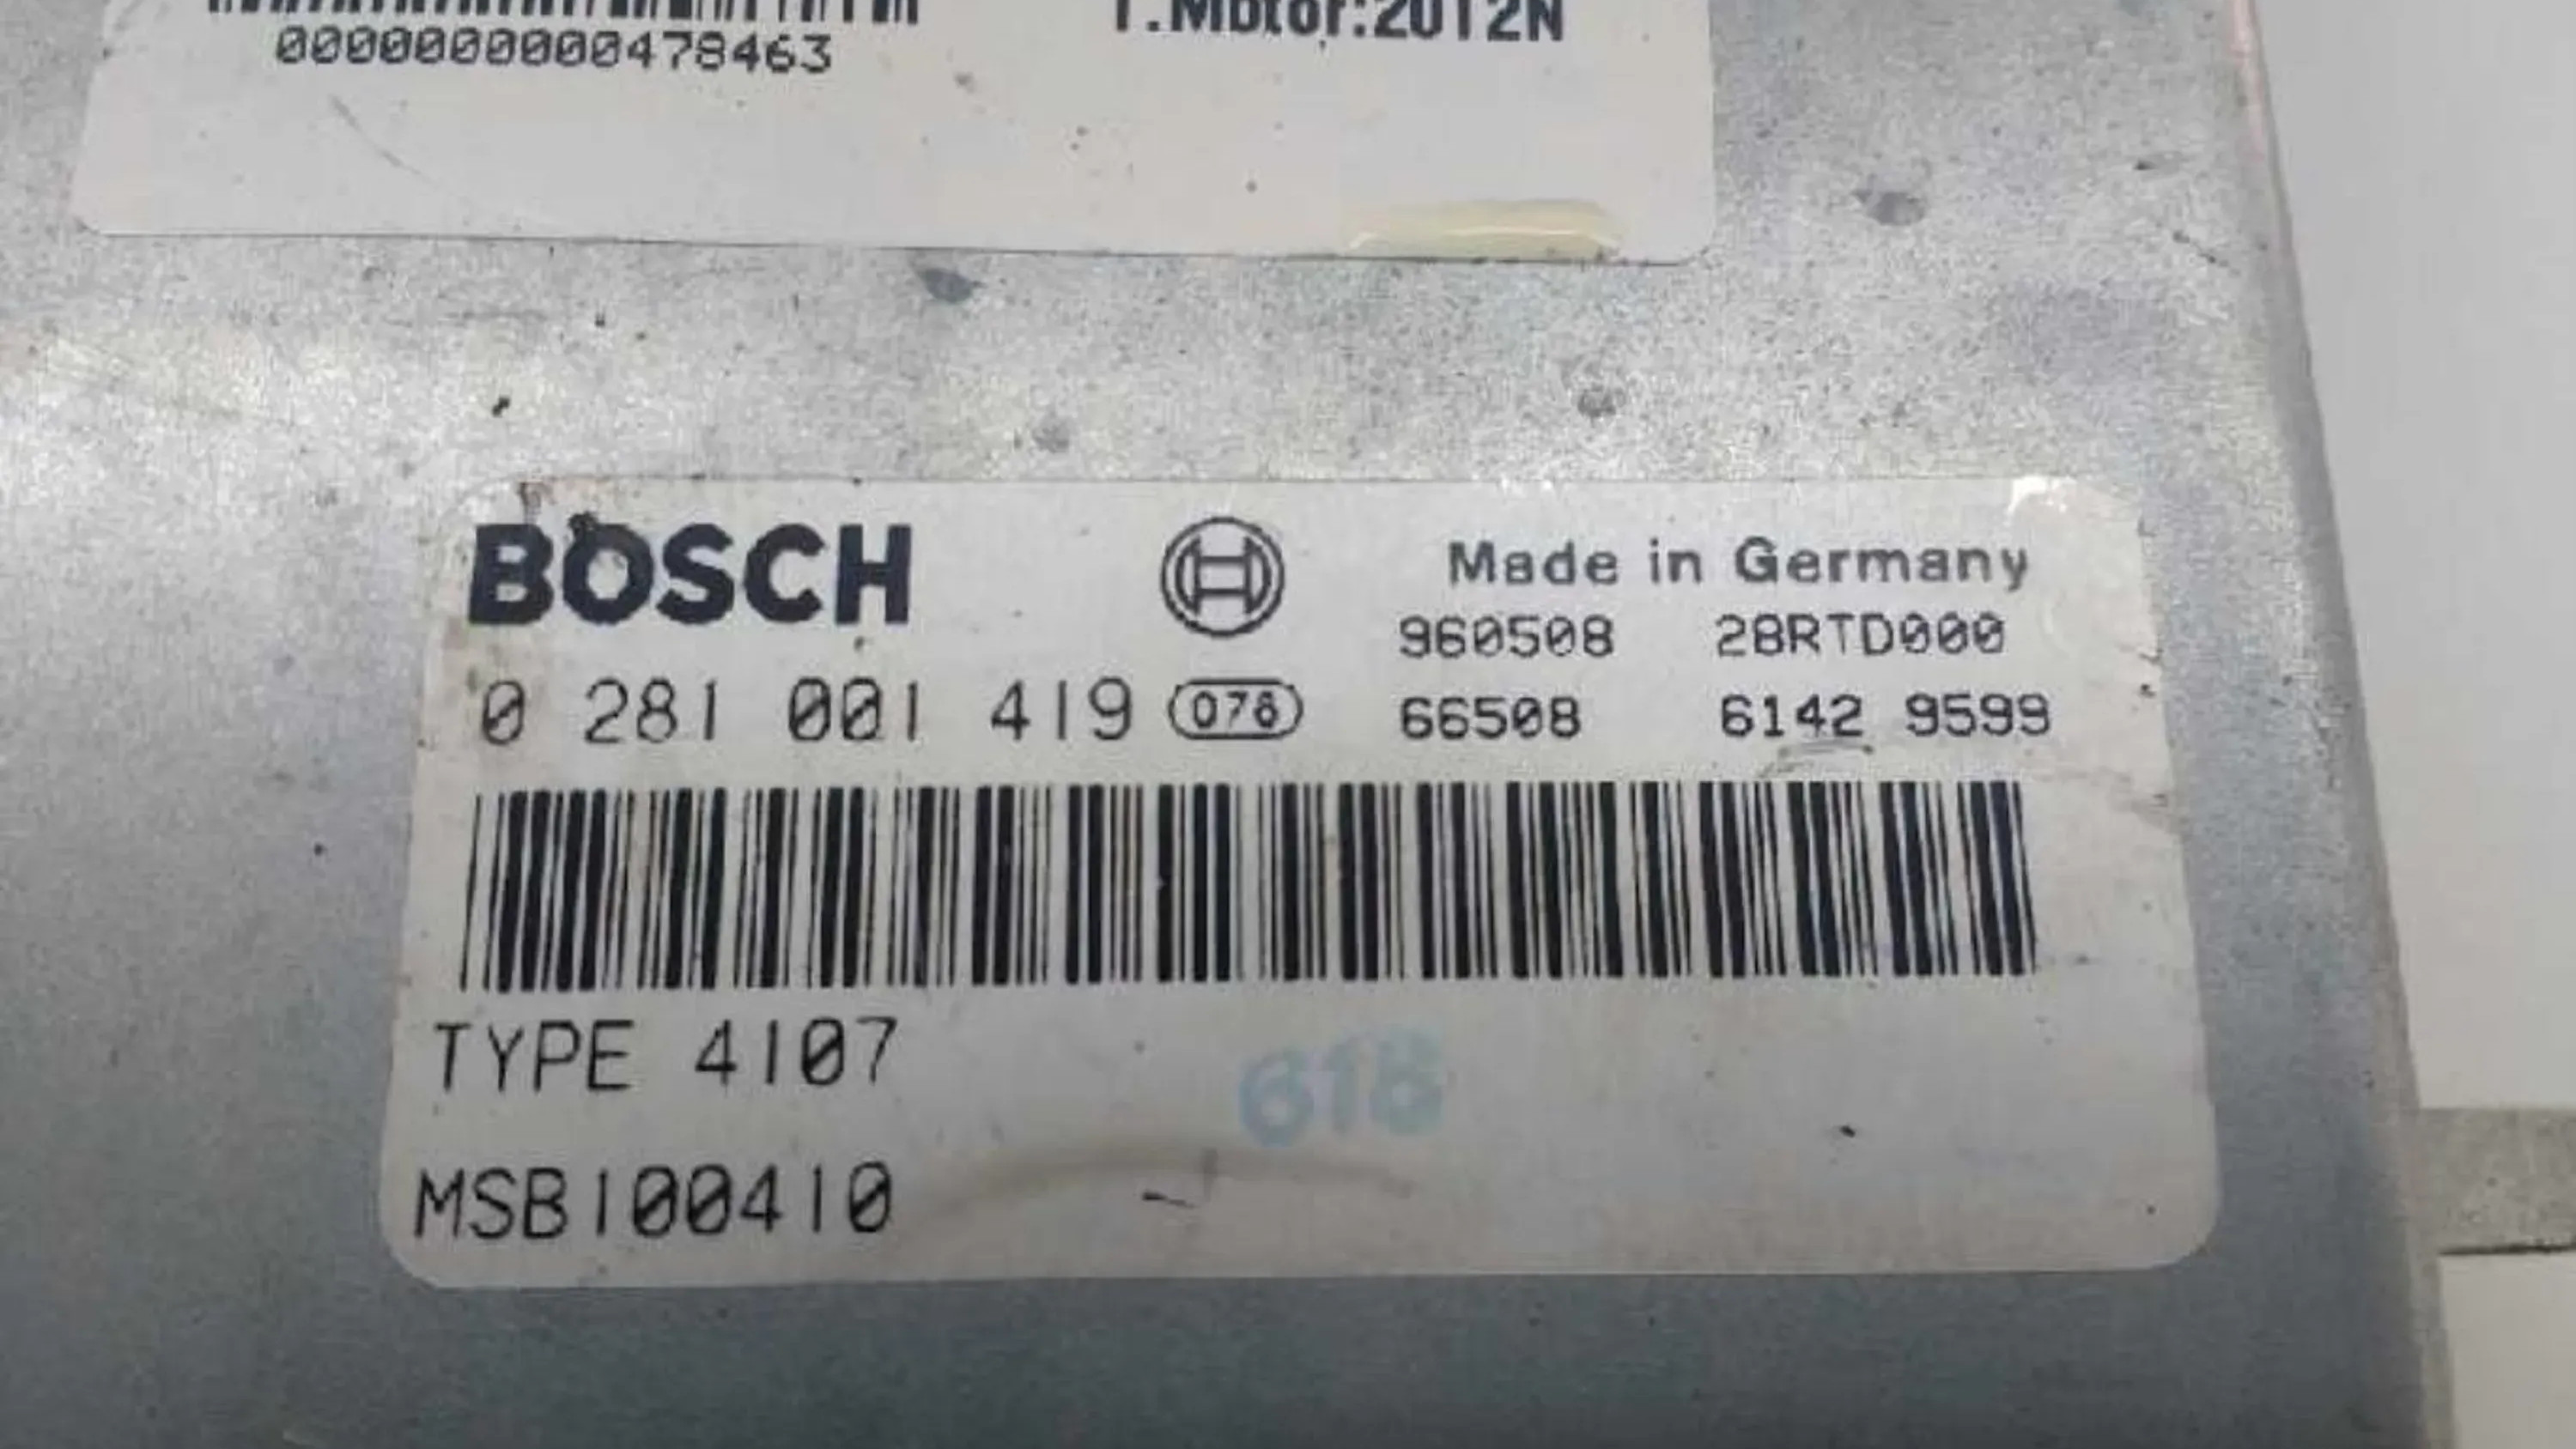 0000000000478463
T.Motor:20T2N
BOSCH
Made in Germany
960508 28RTD000
0 281 001 419 078
66508 6142 9599
TYPE 4107
618
MSB100410